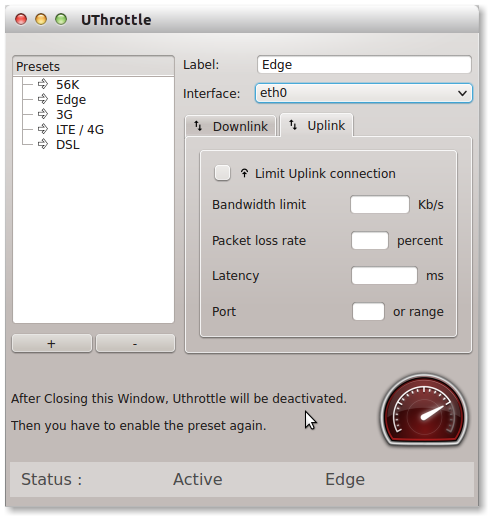 UThrottle
Presets
56K
Edge
3G
LTE / 4G
DSL
+
-
Label: Edge
Interface: eth0
Downlink Uplink
Limit Uplink connection
Bandwidth limit Kb/s
Packet loss rate percent
Latency ms
Port or range
After Closing this Window, Uthrottle will be deactivated.
Then you have to enable the preset again.
Status : Active Edge